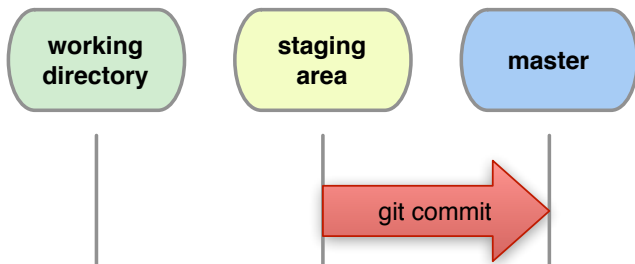 working
directory
staging
area
master
git commit